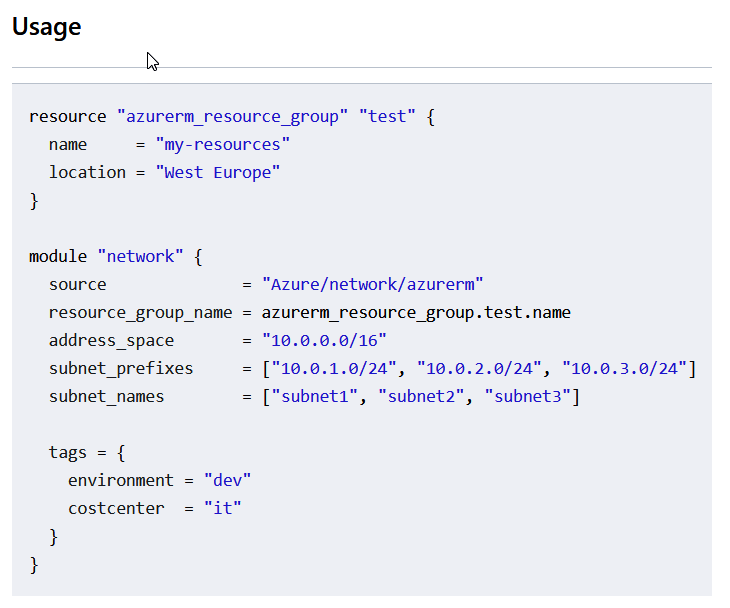 Usage
resource "azurerm_resource_group" "test" {
  name     = "my-resources"
  location = "West Europe"
}
module "network" {
  source              = "Azure/network/azurerm"
  resource_group_name = azurerm_resource_group.test.name
  address_space       = "10.0.0.0/16"
  subnet_prefixes     = ["10.0.1.0/24", "10.0.2.0/24", "10.0.3.0/24"]
  subnet_names        = ["subnet1", "subnet2", "subnet3"]
  tags = {
    environment = "dev"
    costcenter  = "it"
  }
}